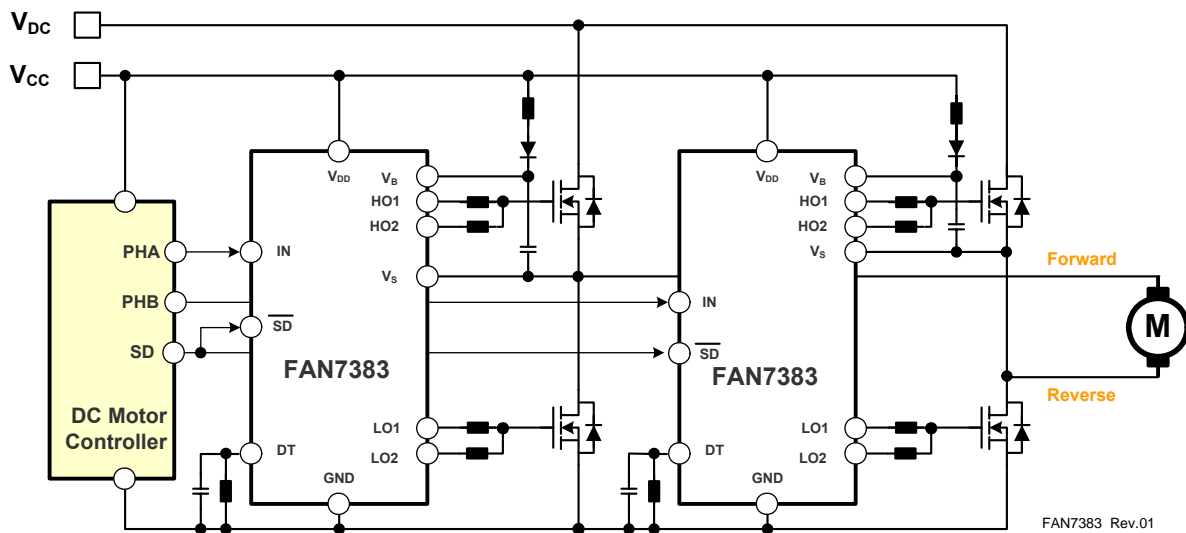 VDC
VCC
VDD
VB
HO1
HO2
VS
PHA
IN
PHB
SD
SD
FAN7383
DC Motor
Controller
LO1
LO2
DT
GND
VDD
VB
HO1
HO2
VS
IN
SD
FAN7383
LO1
LO2
DT
GND
Forward
M
Reverse
FAN7383 Rev.01